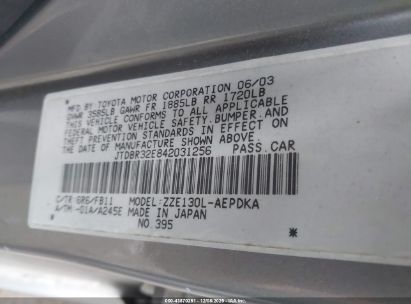 MFD BY TOYOTA MOTOR CORPORATION 06/03
GVWR 3585LB GAWR FR 1885LB RR 1720LB
THIS VEHICLE CONFORMS TO ALL APPLICABLE
FEDERAL MOTOR VEHICLE SAFETY, BUMPER, AND
THEFT PREVENTION STANDARDS IN EFFECT ON
THE DATE OF MANUFACTURE SHOWN ABOVE.
JTDBR32E842031256 PASS. CAR
C/TR 6R6/FB11 MODEL-ZZE130L-AEPDKA
A/TM -01A/A245E MADE IN JAPAN
NO. 395